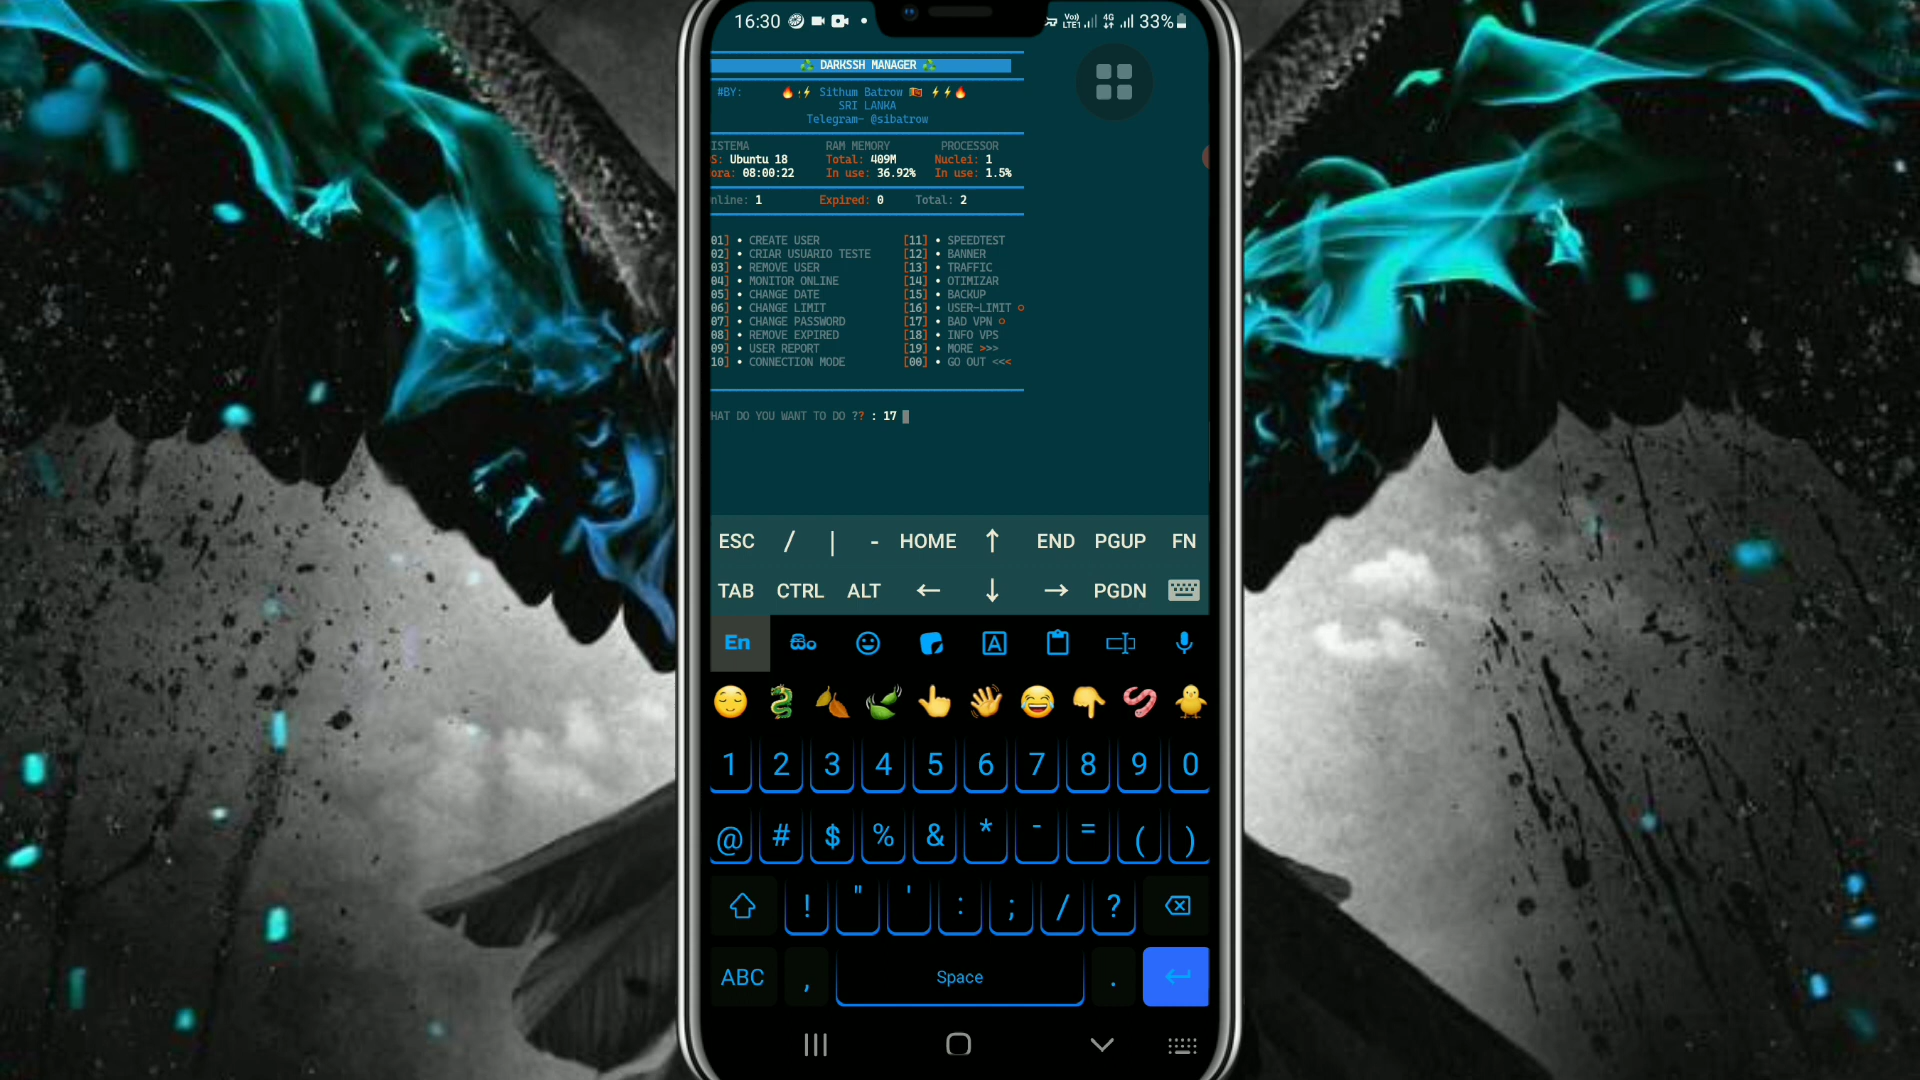 16:30 Vo)) LTE1 4G 33%
DARKSSH MANAGER
#BY: Sithum Batrow
SRI LANKA
Telegram- @sibatrow
ISTEMA RAM MEMORY PROCESSOR
S: Ubuntu 18 Total: 409M Nuclei: 1
ora: 08:00:22 In use: 36.92% In use: 1.5%
nline: 1 Expired: 0 Total: 2
01] • CREATE USER [11] • SPEEDTEST
02] • CRIAR USUARIO TESTE [12] • BANNER
03] • REMOVE USER [13] • TRAFFIC
04] • MONITOR ONLINE [14] • OTIMIZAR
05] • CHANGE DATE [15] • BACKUP
06] • CHANGE LIMIT [16] • USER-LIMIT ○
07] • CHANGE PASSWORD [17] • BAD VPN ○
08] • REMOVE EXPIRED [18] • INFO VPS
09] • USER REPORT [19] • MORE >>>
10] • CONNECTION MODE [00] • GO OUT <<<
HAT DO YOU WANT TO DO ?? : 17
ESC / | - HOME ↑ END PGUP FN
TAB CTRL ALT ← ↓ → PGDN
En සිං A
1 2 3 4 5 6 7 8 9 0
@ # $ % & * - = ( )
! " ' : ; / ?
ABC , Space .